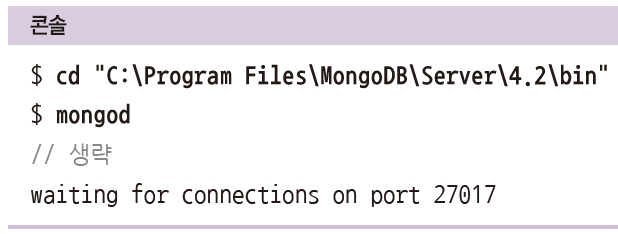 콘솔
$ cd "C:\Program Files\MongoDB\Server\4.2\bin"
$ mongod
// 생략
waiting for connections on port 27017